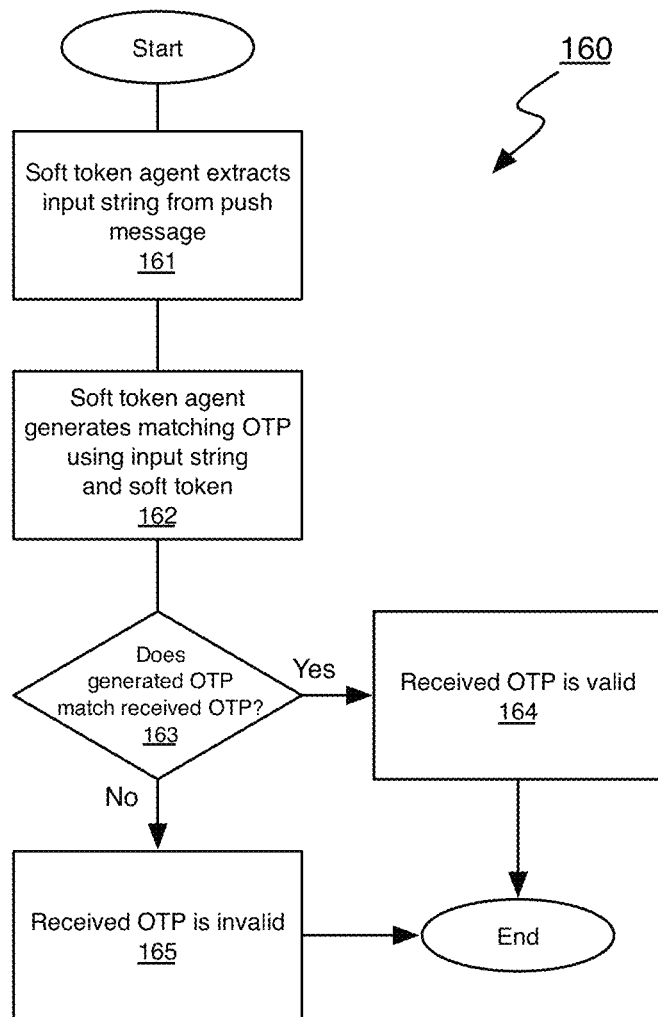 Start
160
Soft token agent extracts
input string from push
message
161
Soft token agent
generates matching OTP
using input string
and soft token
162
Does
generated OTP
match received OTP?
163
Yes
Received OTP is valid
164
No
Received OTP is invalid
165
End